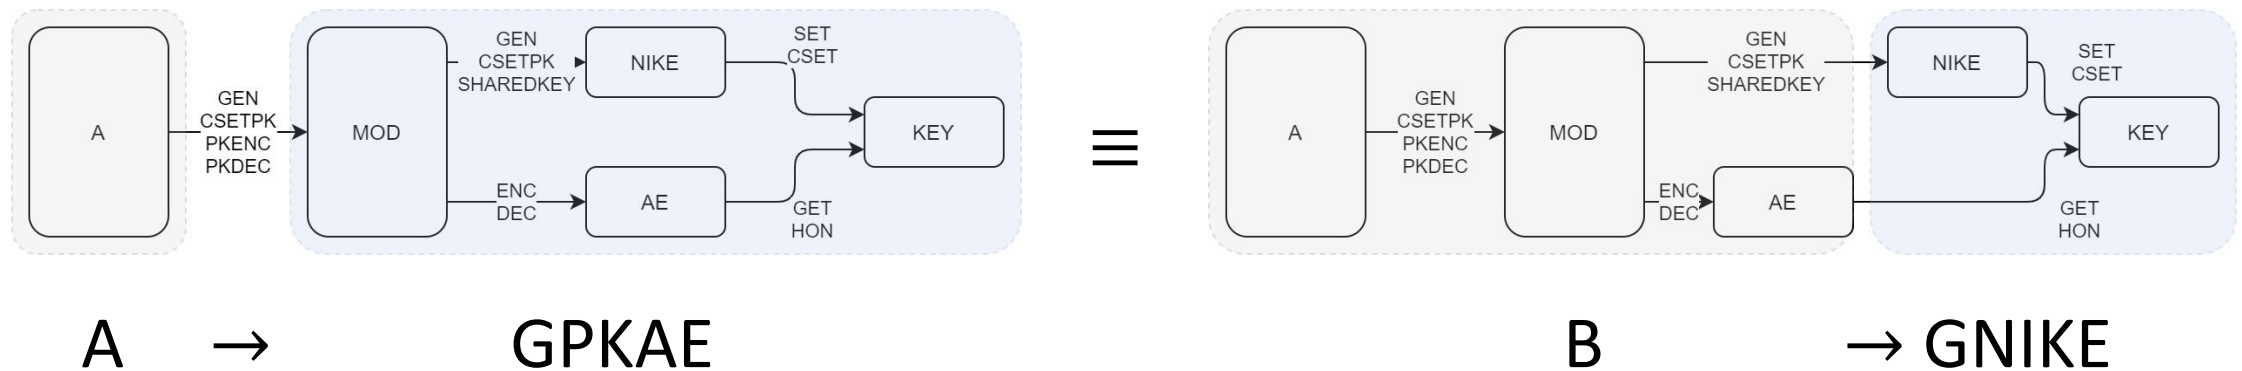 A
GEN
CSETPK
PKENC
PKDEC
MOD
GEN
CSETPK
SHAREDKEY
NIKE
SET
CSET
KEY
ENC
DEC
AE
GET
HON
≡
A
GEN
CSETPK
PKENC
PKDEC
MOD
GEN
CSETPK
SHAREDKEY
NIKE
SET
CSET
KEY
ENC
DEC
AE
GET
HON
A → GPKAE
B → GNIKE